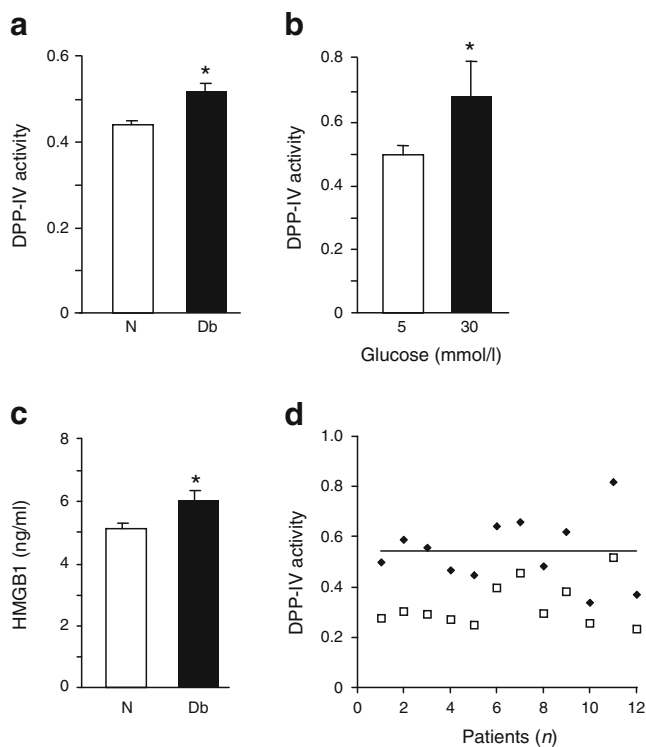 a
0.6
0.4
0.2
0
DPP-IV activity
*
N Db
b
0.8
0.6
0.4
0.2
0
DPP-IV activity
*
5 30
Glucose (mmol/l)
c
8
6
4
2
0
HMGB1 (ng/ml)
*
N Db
d
1.0
0.8
0.6
0.4
0.2
0
DPP-IV activity
0 2 4 6 8 10 12
Patients (n)